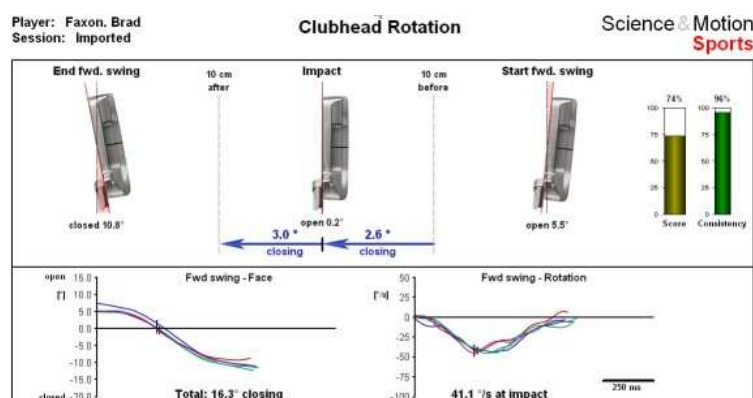 Player: Faxon, Brad
Session: Imported
Clubhead Rotation
Science&Motion
Sports
End fwd. swing
10 cm
after
Impact
10 cm
before
Start fwd. swing
74%
96%
100
75
50
25
0
100
75
50
25
0
Score
Consistency
closed 10.8°
open 0.2°
open 5.5°
3.0 °
closing
2.6 °
closing
Fwd swing - Face
open
[°]
15.0
10.0
5.0
0.0
-5.0
-10.0
-15.0
-20.0
closed
Total: 16.3° closing
Fwd swing - Rotation
[°/s]
50
25
0
-25
-50
-75
-100
41.1 °/s at impact
250 ms